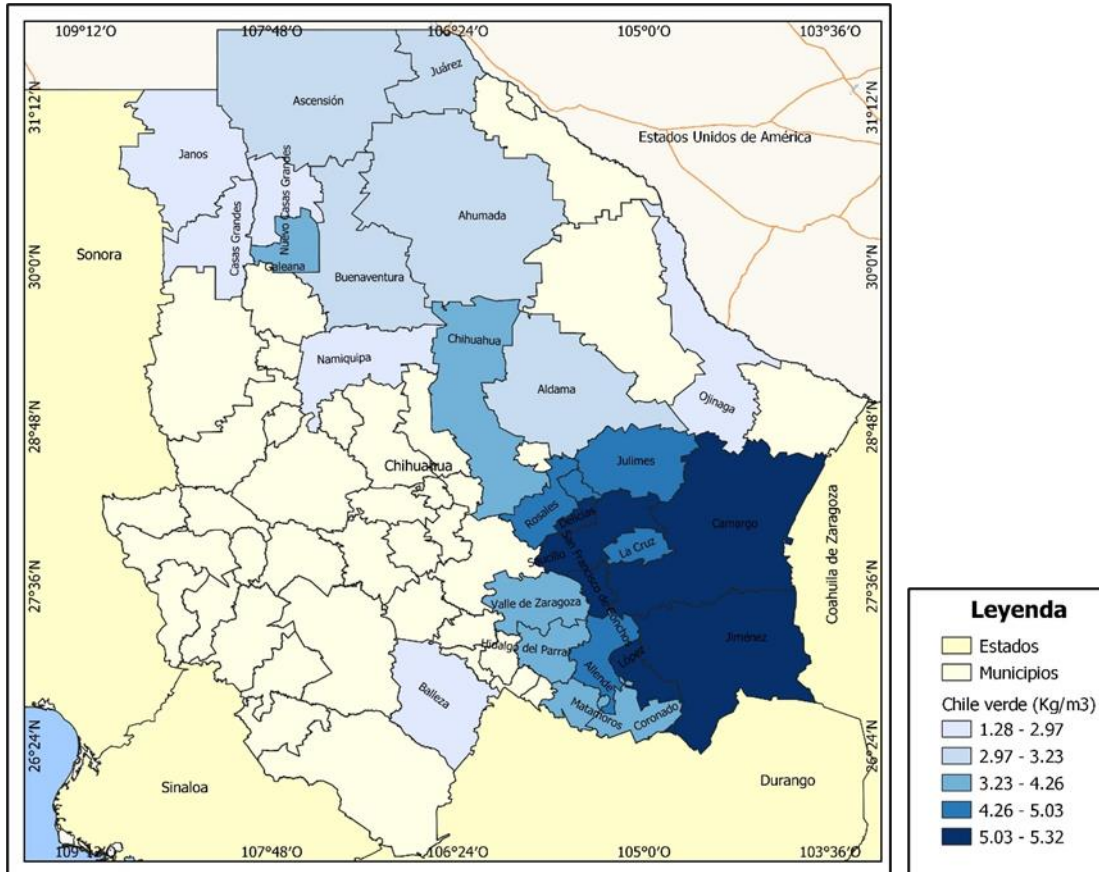 109°12'O 107°48'O 106°24'O 105°0'O 103°36'O
31°12'N
30°0'N
28°48'N
27°36'N
26°24'N
Juárez
Ascensión
Estados Unidos de América
Janos
Nuevo Casas Grandes
Casas Grandes
Ahumada
Sonora
Galeana
Buenaventura
Chihuahua
Namiquipa
Aldama
Ojinaga
Chihuahua
Julimes
Rosales
Delicias
Camargo
La Cruz
Saucillo
San Francisco de Conchos
Coahuila de Zaragoza
Valle de Zaragoza
Jiménez
Hidalgo del Parral
López
Allende
Balleza
Matamoros
Coronado
Sinaloa
Durango
31°12'N
30°0'N
28°48'N
27°36'N
26°24'N
109°12'O 107°48'O 106°24'O 105°0'O 103°36'O
Leyenda
Estados
Municipios
Chile verde (Kg/m3)
1.28 - 2.97
2.97 - 3.23
3.23 - 4.26
4.26 - 5.03
5.03 - 5.32